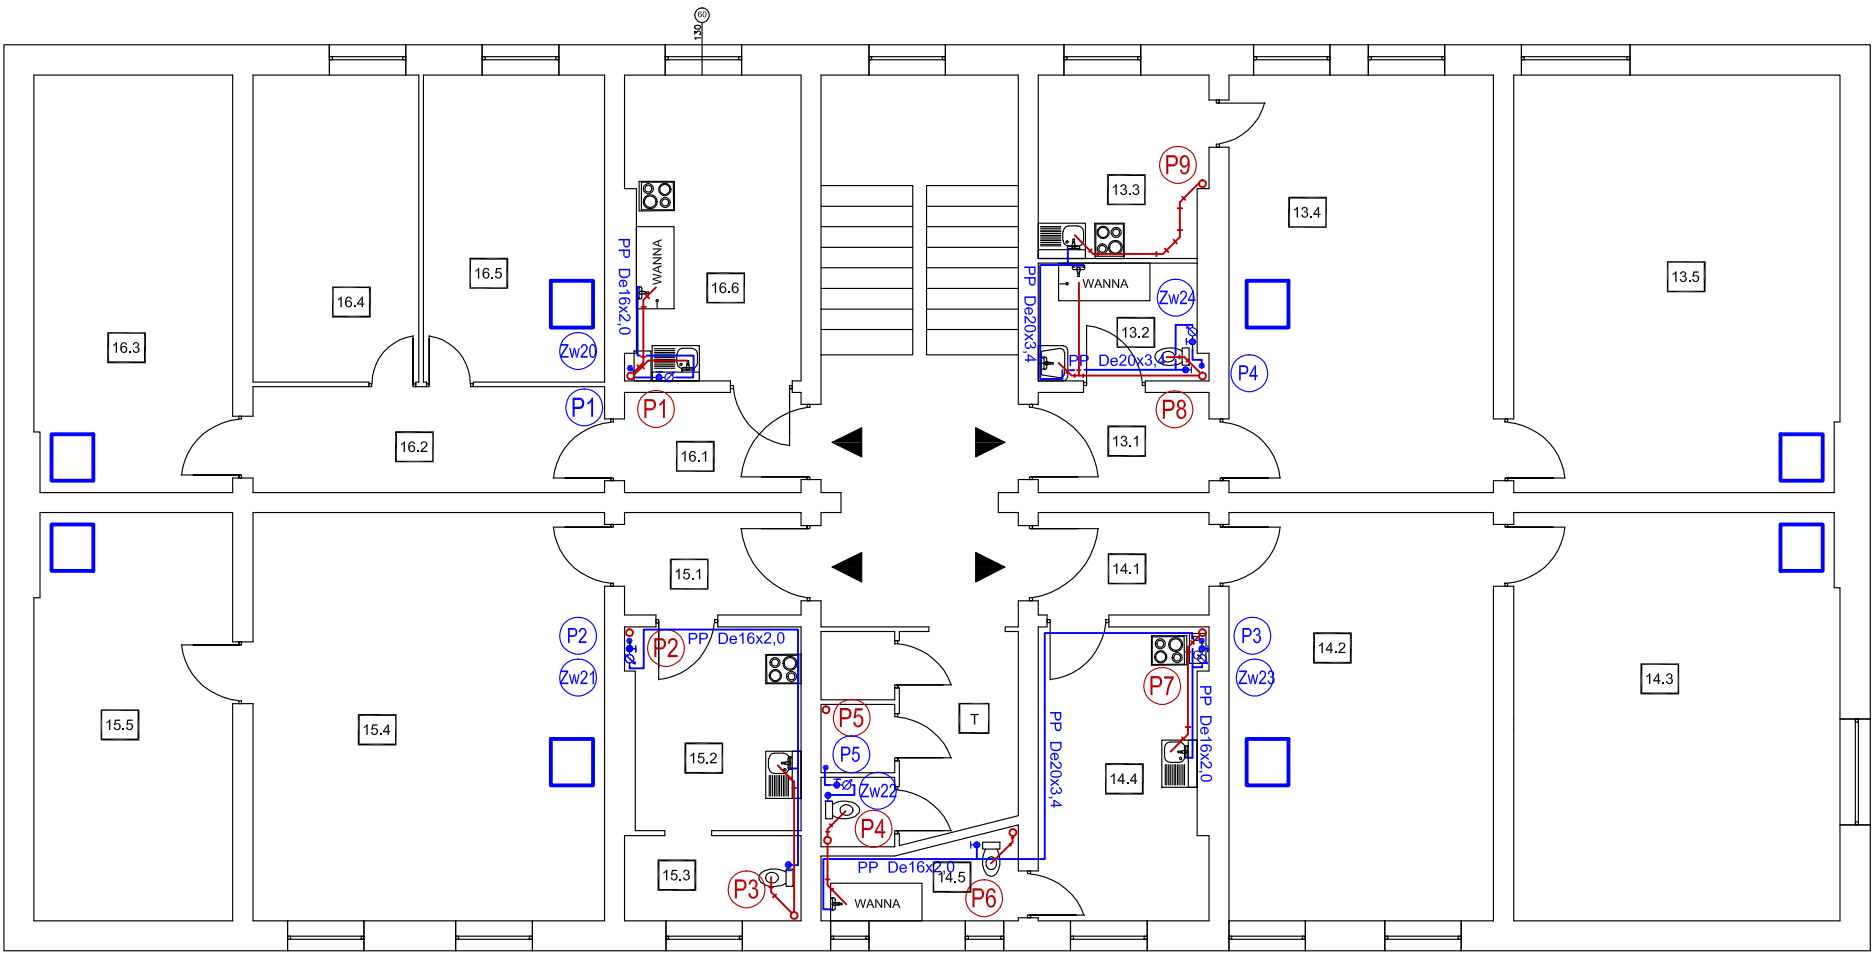 60
130
P9
13.3
13.4
PP De16x2,0
WANNA
16.5
16.6
16.4
PP De20x3,4
WANNA
Zw24
13.5
13.2
16.3
Zw20
PP De20x3,4
P4
P1
P1
P8
16.2
16.1
13.1
15.1
14.1
P2
P2
PP De16x2,0
P3
14.2
Zw21
P7
Zw23
14.3
15.5
15.4
P5
T
PP De20x3,4
PP De16x2,0
15.2
P5
14.4
Zw22
P4
15.3
P3
PP De16x2,0
14.5
P6
WANNA